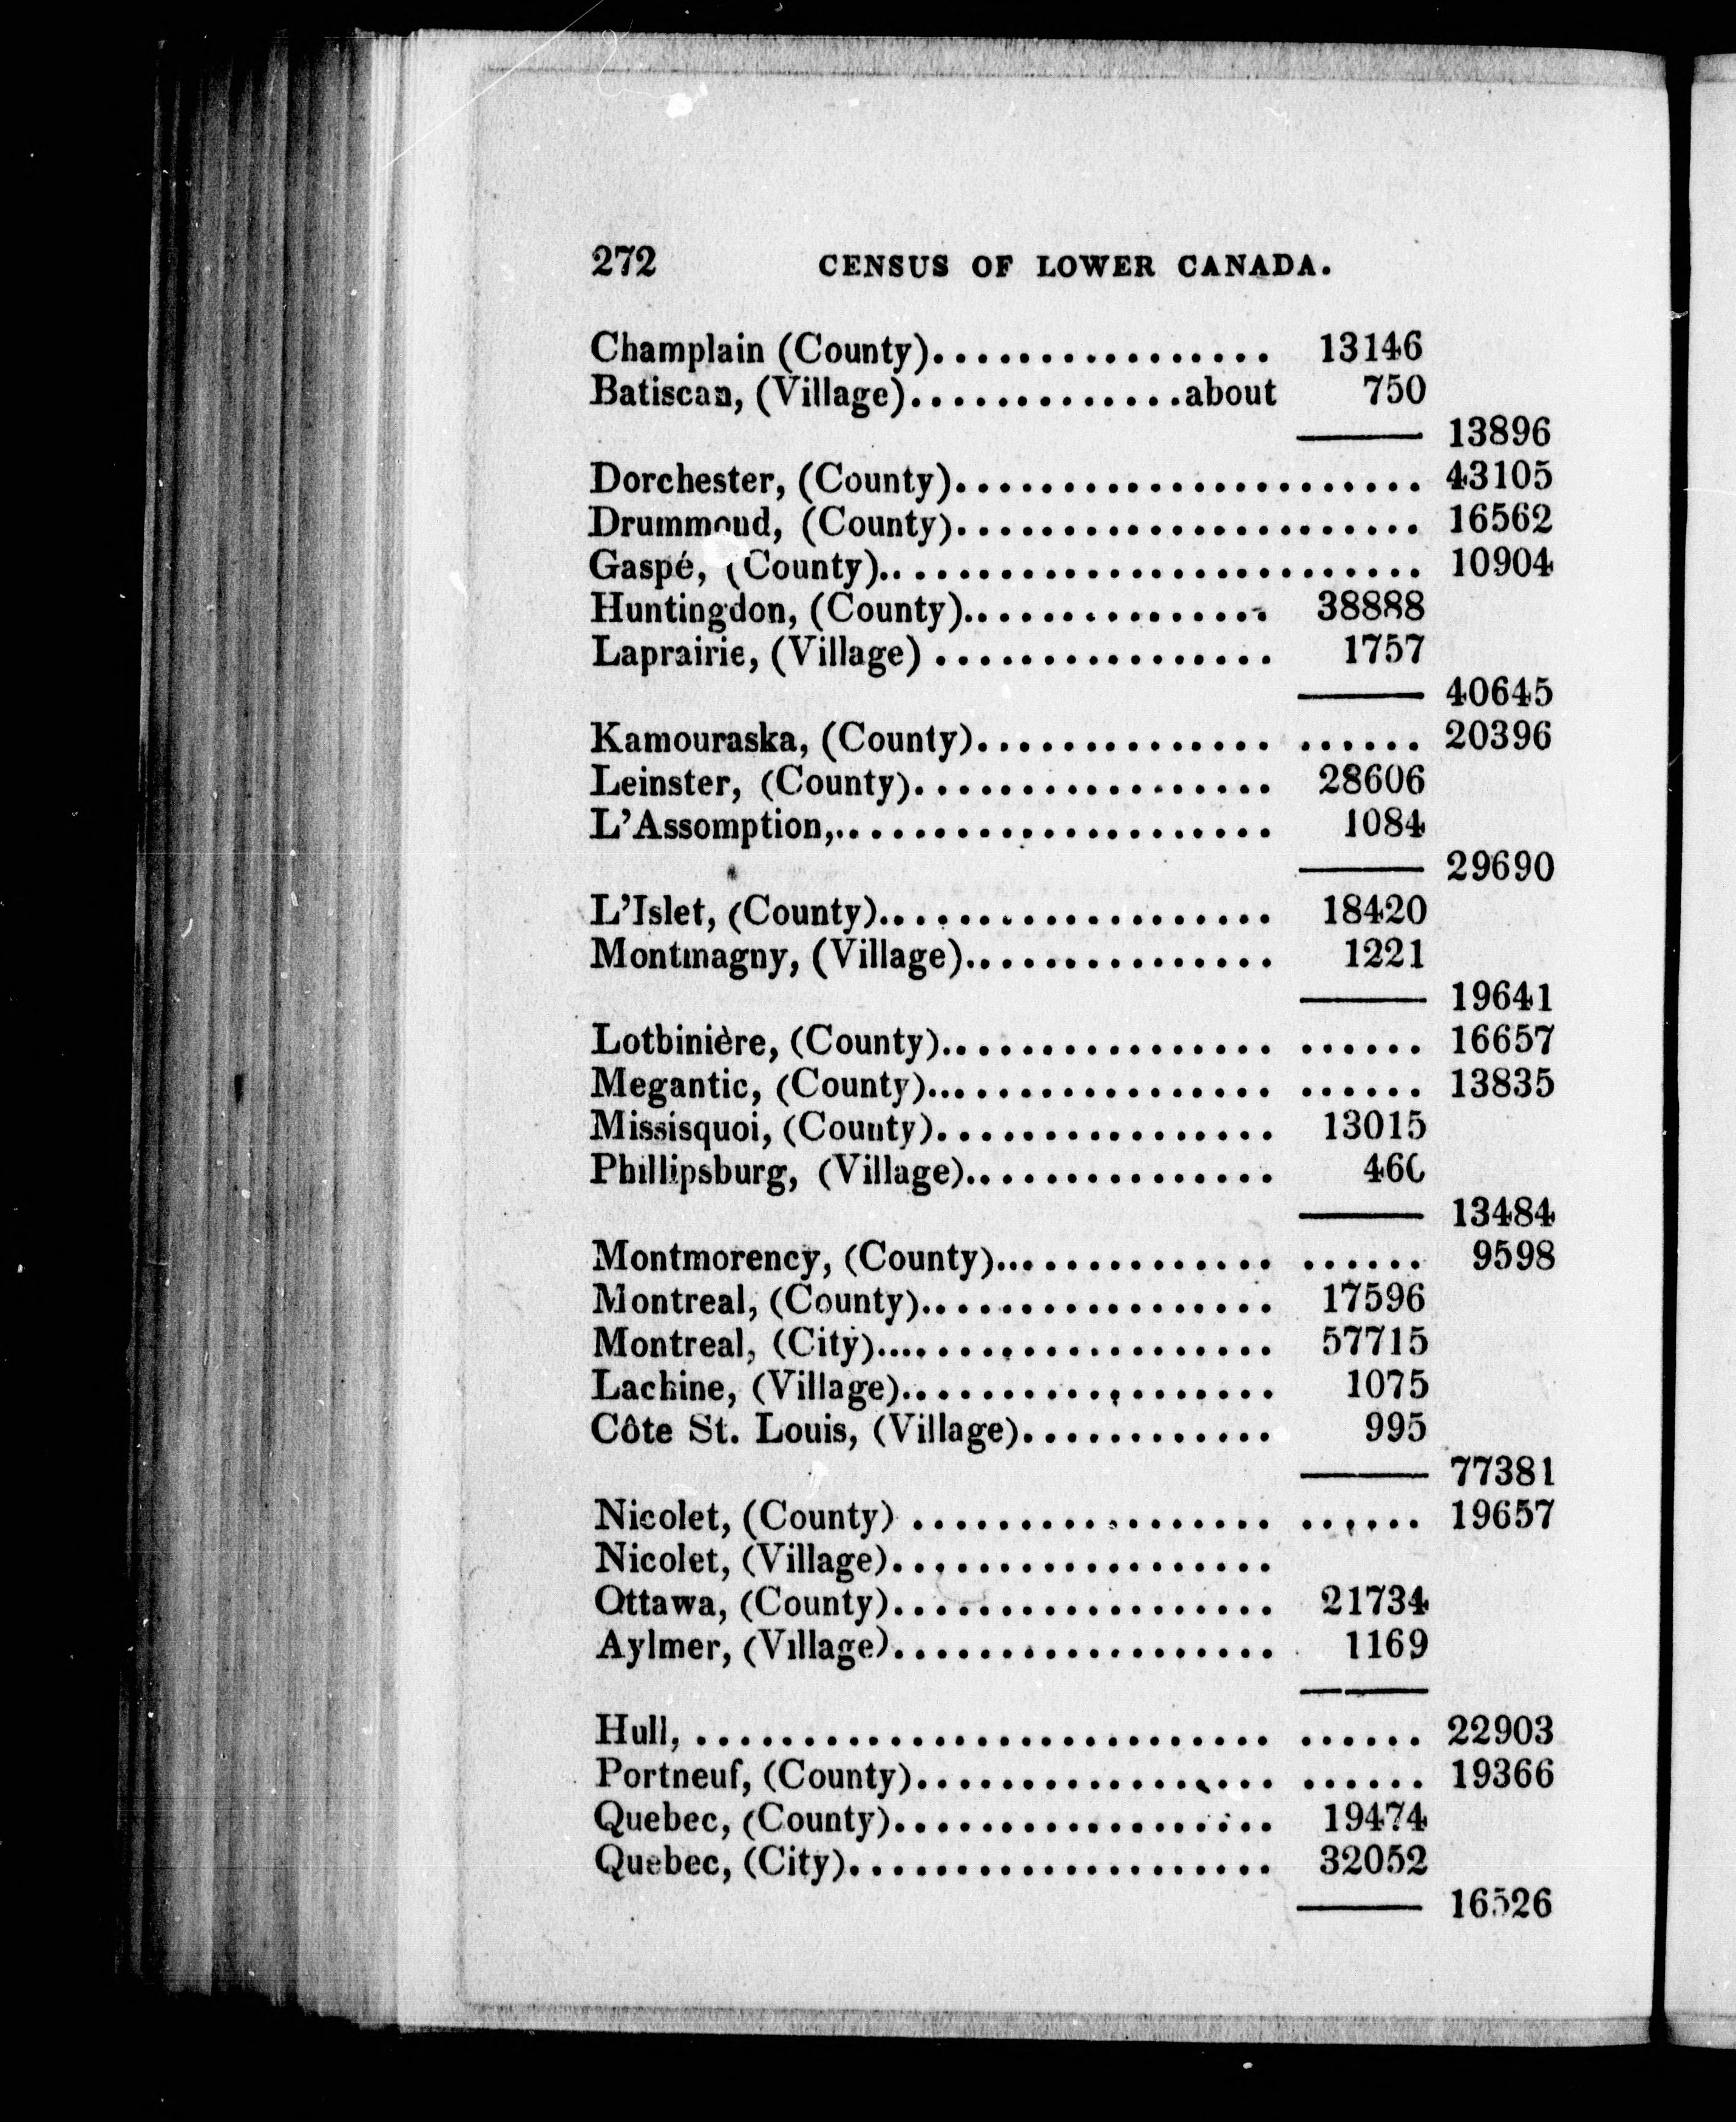 272 CENSUS OF LOWER CANADA.
Champlain (County)................ 13146
Batiscan, (Village).............about 750
13896
Dorchester, (County)...................... 43105
Drummond, (County)...................... 16562
Gaspé, (County).......................... 10904
Huntingdon, (County)............... 38888
Laprairie, (Village) ................ 1757
40645
Kamouraska, (County).............. ...... 20396
Leinster, (County)................. 28606
L'Assomption,..................... 1084
29690
L'Islet, (County)................... 18420
Montmagny, (Village)............... 1221
19641
Lotbinière, (County)................ ...... 16657
Megantic, (County)................. ...... 13835
Missisquoi, (County)................ 13015
Phillipsburg, (Village)............... 460
13484
Montmorency, (County).............. ...... 9598
Montreal, (County)................. 17596
Montreal, (City).................... 57715
Lachine, (Village).................. 1075
Côte St. Louis, (Village)............ 995
77381
Nicolet, (County) ................. ...... 19657
Nicolet, (Village)..................
Ottawa, (County).................. 21734
Aylmer, (Village).................. 1169
Hull, ........................... ...... 22903
Portneuf, (County)................. ...... 19366
Quebec, (County).................. 19474
Quebec, (City).................... 32052
16526